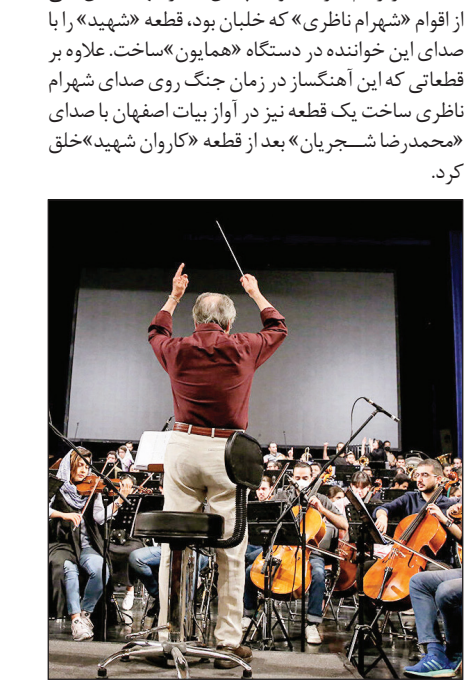 از اقوام «شهرام ناظری» که خلبان بود، قطعه «شهید» را با
صدای این خواننده در دستگاه «همایون»ساخت. علاوه بر
قطعاتی که این آهنگساز در زمان جنگ روی صدای شهرام
ناظری ساخت یک قطعه نیز در آواز بیات اصفهان با صدای
«محمدرضا شـــجریان» بعد از قطعه «کاروان شهید»خلق
کرد.